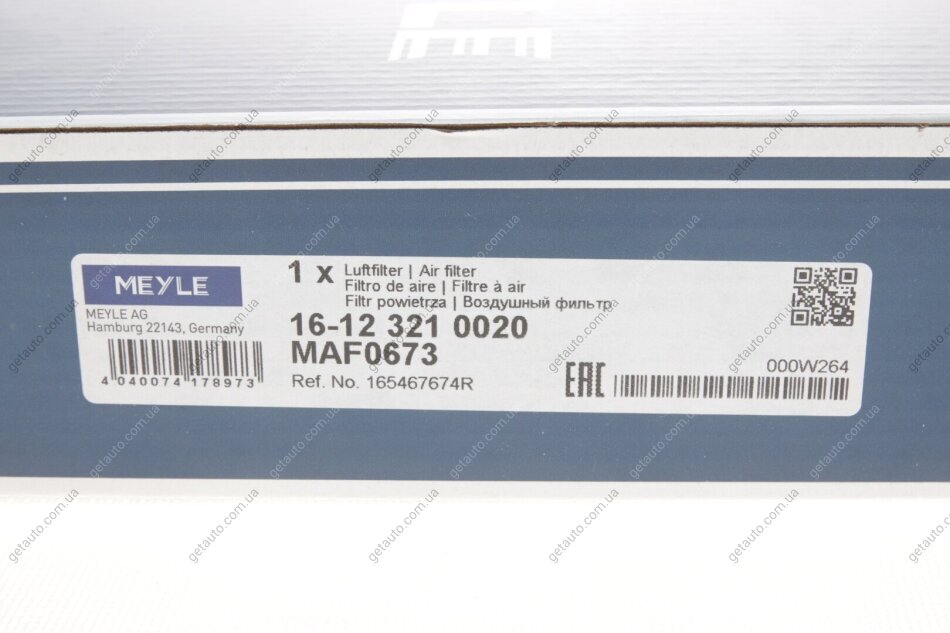 MEYLE
MEYLE AG
Hamburg 22143, Germany
4 040074 178973
1 x Luftfilter | Air filter
Filtro de aire | Filtre à air
Filtr powietrza | Воздушный фильтр
16-12 321 0020
MAF0673
Ref. No. 165467674R
EAC
000W264
getauto.com.ua